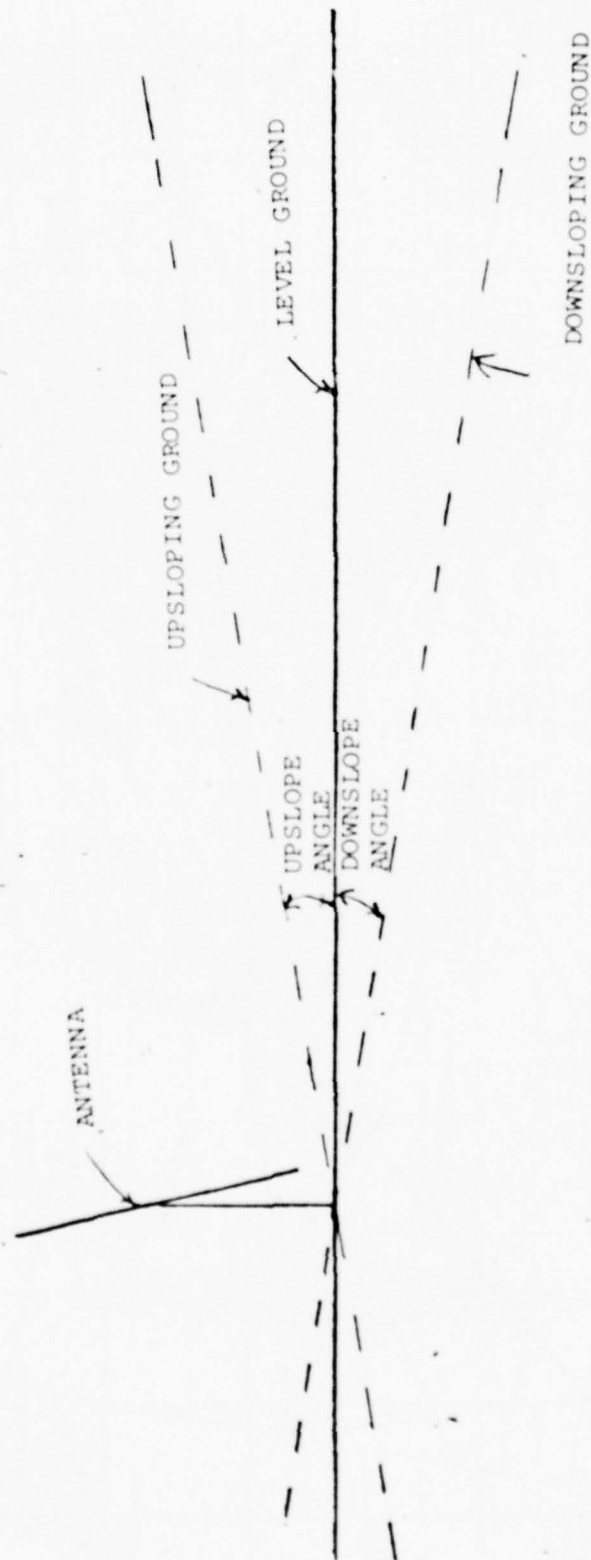 ANTENNA
UPSLOPING GROUND
LEVEL GROUND
UPSLOPE
ANGLE
DOWNSLOPE
ANGLE
DOWNSLOPING GROUND